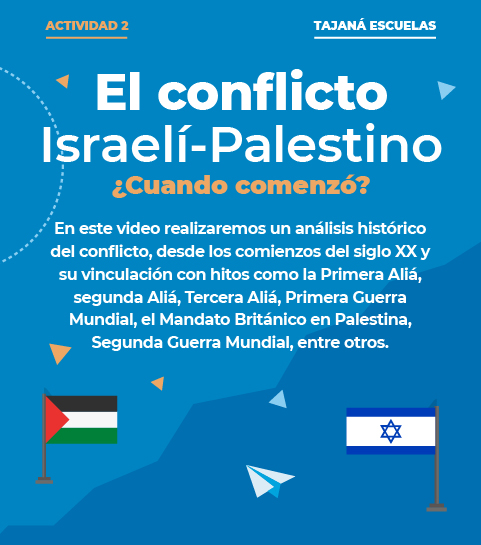 ACTIVIDAD 2
TAJANÁ ESCUELAS
El conflicto
Israelí-Palestino
¿Cuando comenzó?
En este video realizaremos un análisis histórico
del conflicto, desde los comienzos del siglo XX y
su vinculación con hitos como la Primera Aliá,
segunda Aliá, Tercera Aliá, Primera Guerra
Mundial, el Mandato Británico en Palestina,
Segunda Guerra Mundial, entre otros.